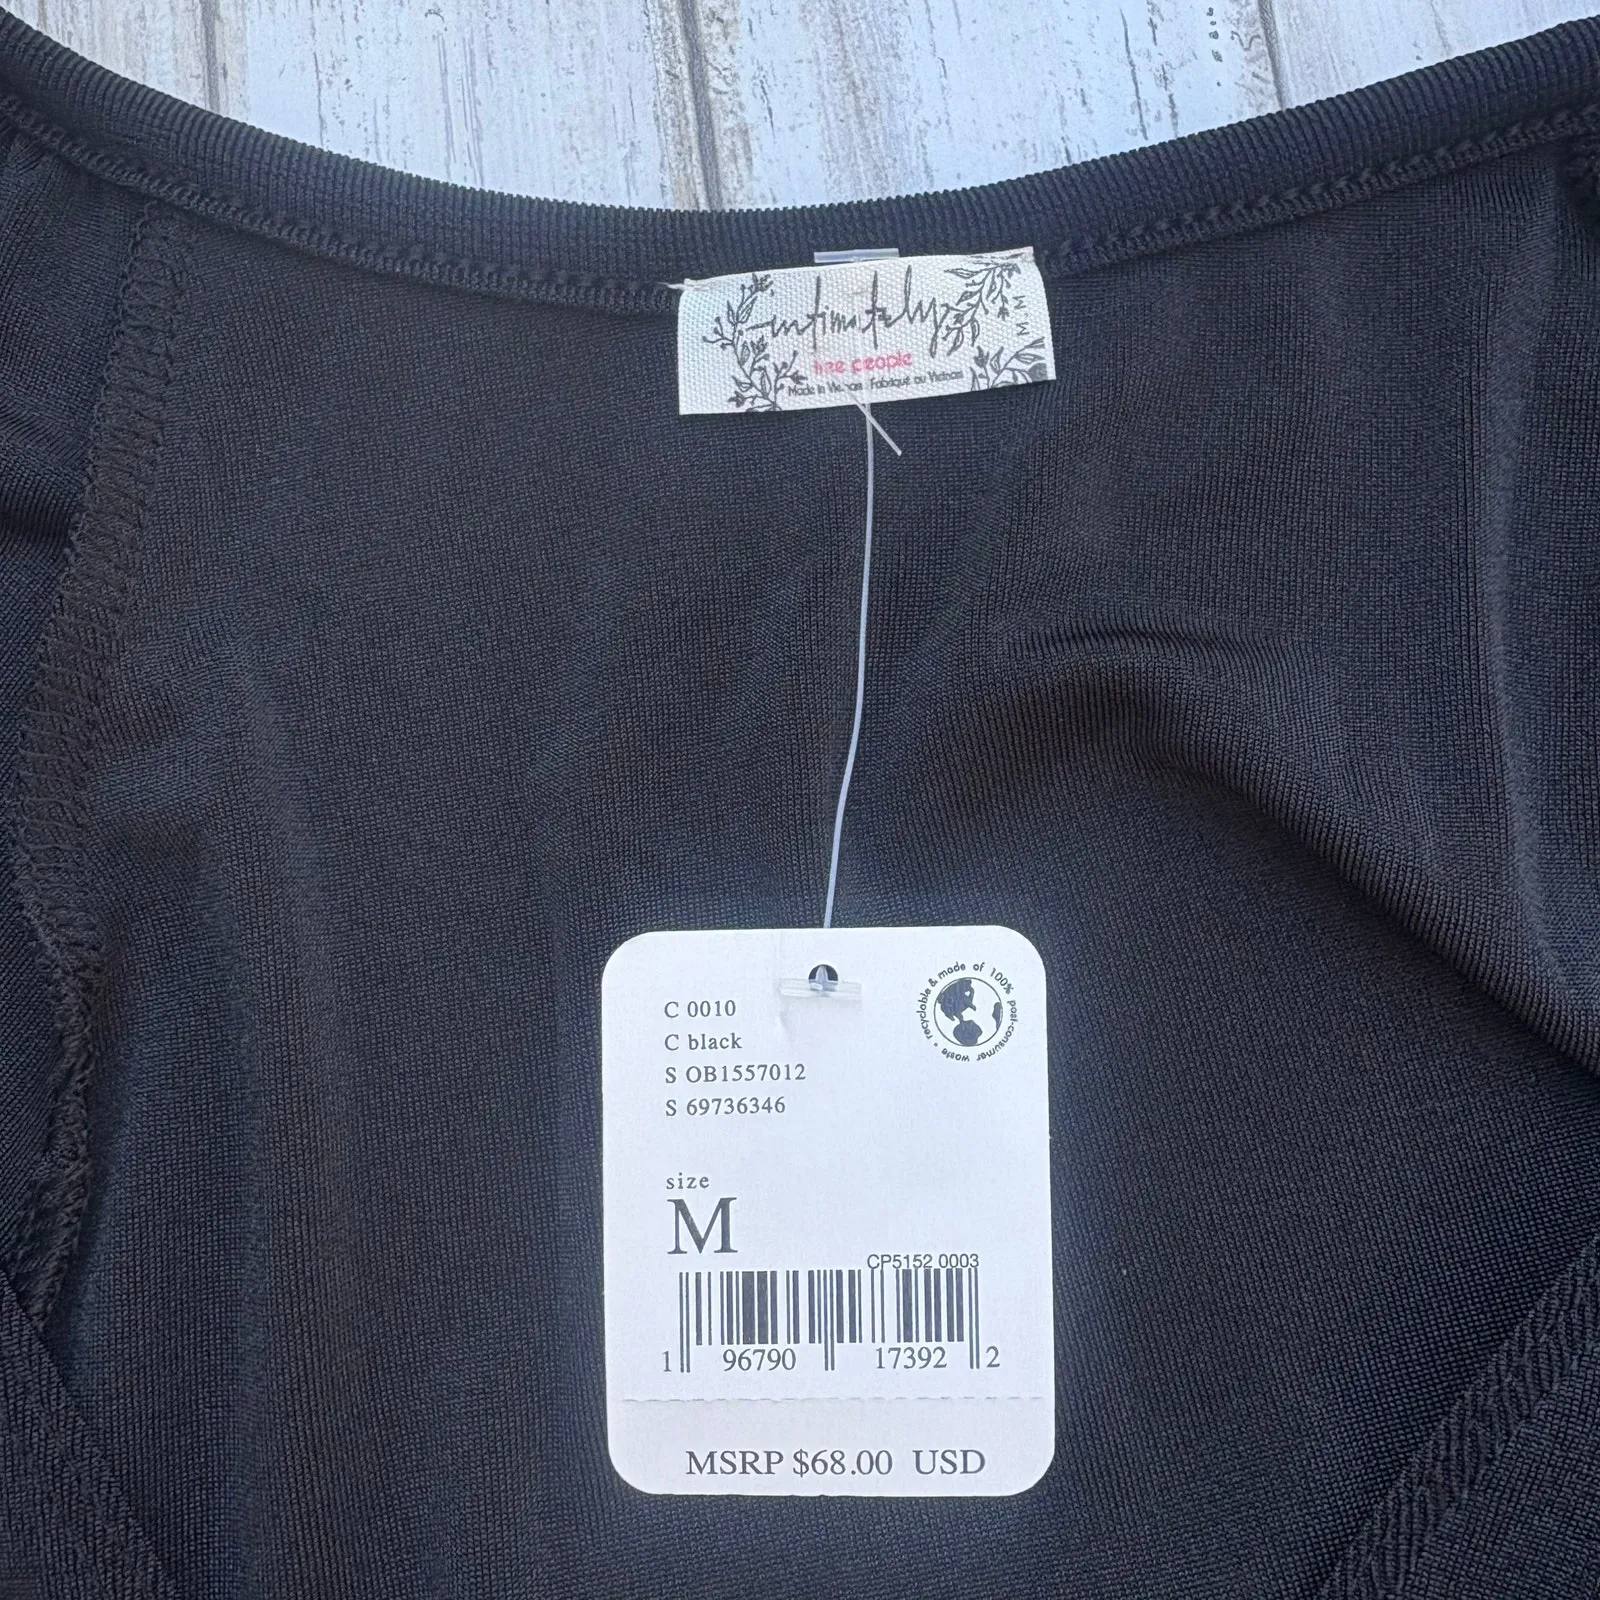 intimately
free people
M M
Made in Vietnam Fabriqué au Vietnam
C 0010
C black
S OB1557012
S 69736346
recyclable & made of 100% post-consumer waste •
size
M
CP5152 0003
1 96790 17392 2
MSRP $68.00 USD